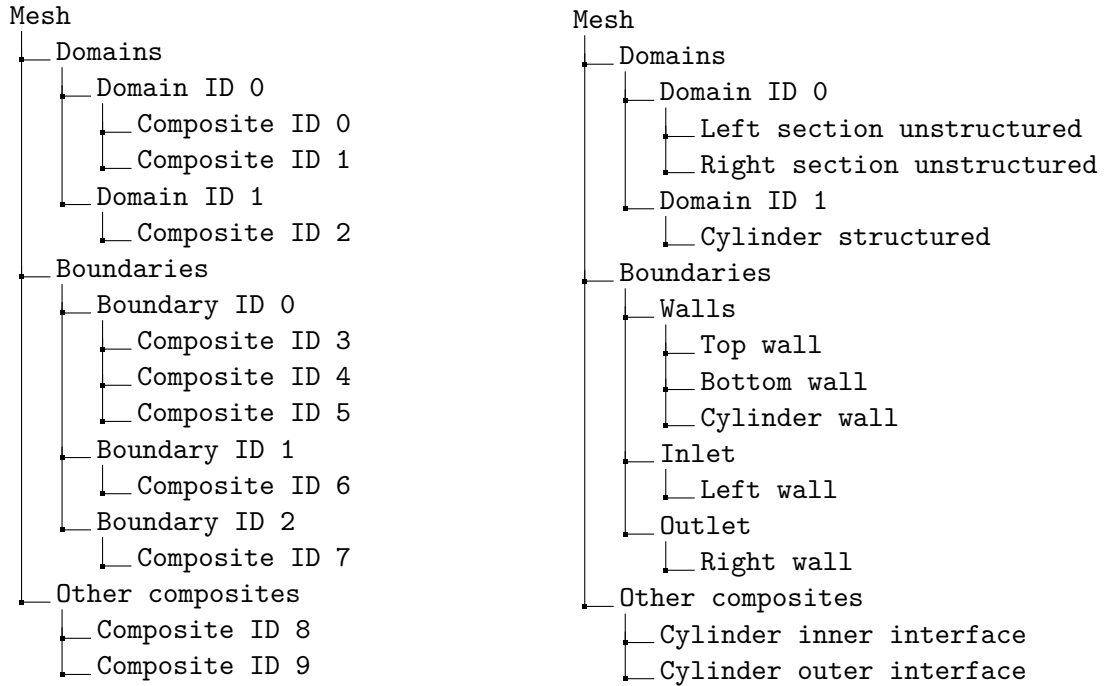 Mesh
Domains
Domain ID 0
Composite ID 0
Composite ID 1
Domain ID 1
Composite ID 2
Boundaries
Boundary ID 0
Composite ID 3
Composite ID 4
Composite ID 5
Boundary ID 1
Composite ID 6
Boundary ID 2
Composite ID 7
Other composites
Composite ID 8
Composite ID 9
Mesh
Domains
Domain ID 0
Left section unstructured
Right section unstructured
Domain ID 1
Cylinder structured
Boundaries
Walls
Top wall
Bottom wall
Cylinder wall
Inlet
Left wall
Outlet
Right wall
Other composites
Cylinder inner interface
Cylinder outer interface